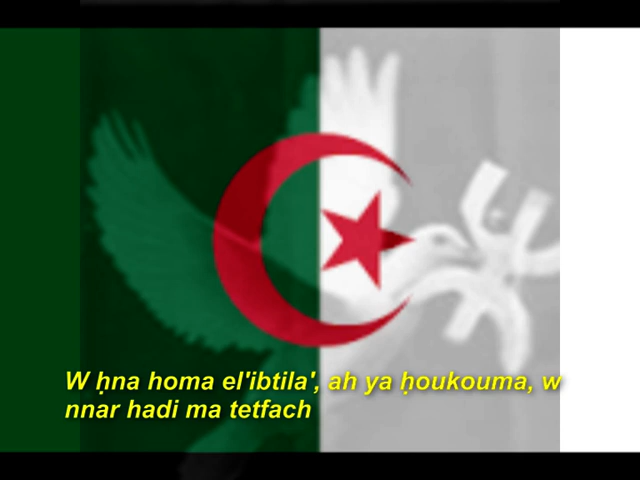 W ḥna homa el'ibtila', ah ya ḥoukouma, w
nnar hadi ma tetfach